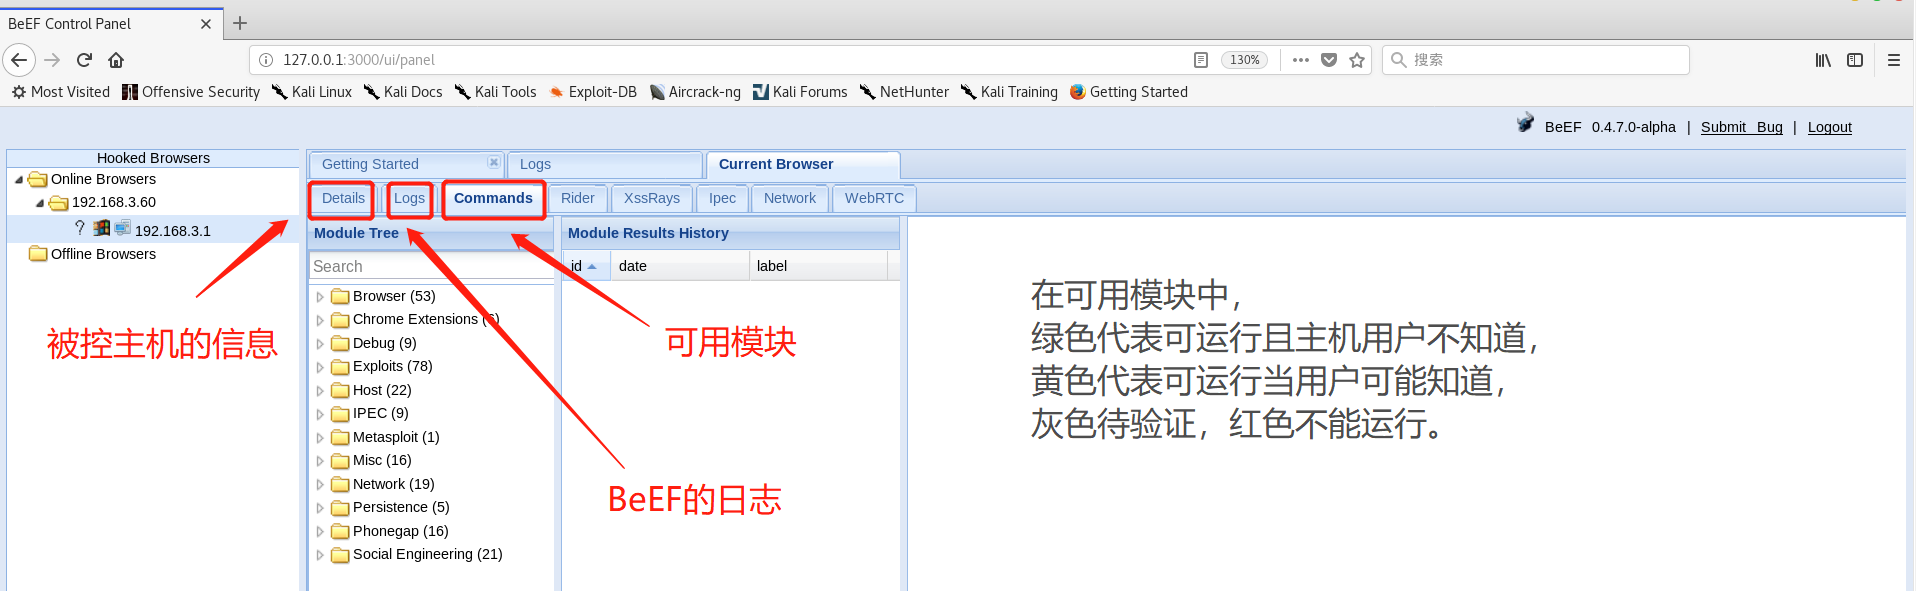 BeEF Control Panel
127.0.0.1:3000/ui/panel
130%
搜索
Most Visited
Offensive Security
Kali Linux
Kali Docs
Kali Tools
Exploit-DB
Aircrack-ng
Kali Forums
NetHunter
Kali Training
Getting Started
BeEF 0.4.7.0-alpha | Submit Bug | Logout
Hooked Browsers
Online Browsers
192.168.3.60
192.168.3.1
Offline Browsers
被控主机的信息
Getting Started
Logs
Current Browser
Details
Logs
Commands
Rider
XssRays
Ipec
Network
WebRTC
Module Tree
Search
Browser (53)
Chrome Extensions (6)
Debug (9)
Exploits (78)
Host (22)
IPEC (9)
Metasploit (1)
Misc (16)
Network (19)
Persistence (5)
Phonegap (16)
Social Engineering (21)
Module Results History
id
date
label
可用模块
BeEF的日志
在可用模块中，
绿色代表可运行且主机用户不知道，
黄色代表可运行当用户可能知道，
灰色待验证，红色不能运行。